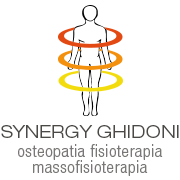 SYNERGY GHIDONI
osteopatia fisioterapia
massofisioterapia